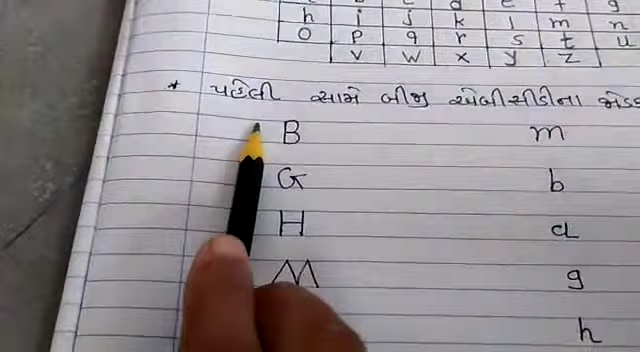 h i j k l m n
o p q r s t u
v w x y z
* પહેલી સામે બીજી એબીસીડીના જોડ
B m
G b
H d
M g
h